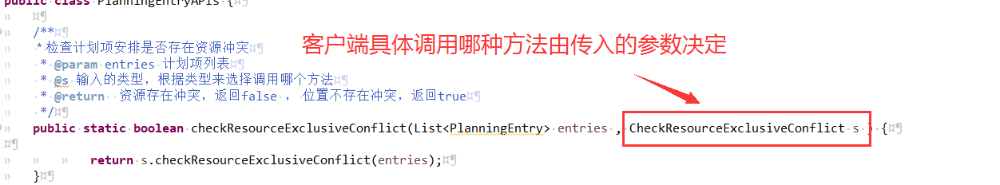 public class PlanningEntryAPIs {
/**
* 检查计划项安排是否存在资源冲突
客户端具体调用哪种方法由传入的参数决定
* @param entries 计划项列表
* @s 输入的类型，根据类型来选择调用哪个方法
* @return 资源存在冲突，返回false ， 位置不存在冲突，返回true
*/
public static boolean checkResourceExclusiveConflict(List<PlanningEntry> entries , CheckResourceExclusiveConflict s ) {
return s.checkResourceExclusiveConflict(entries);
}